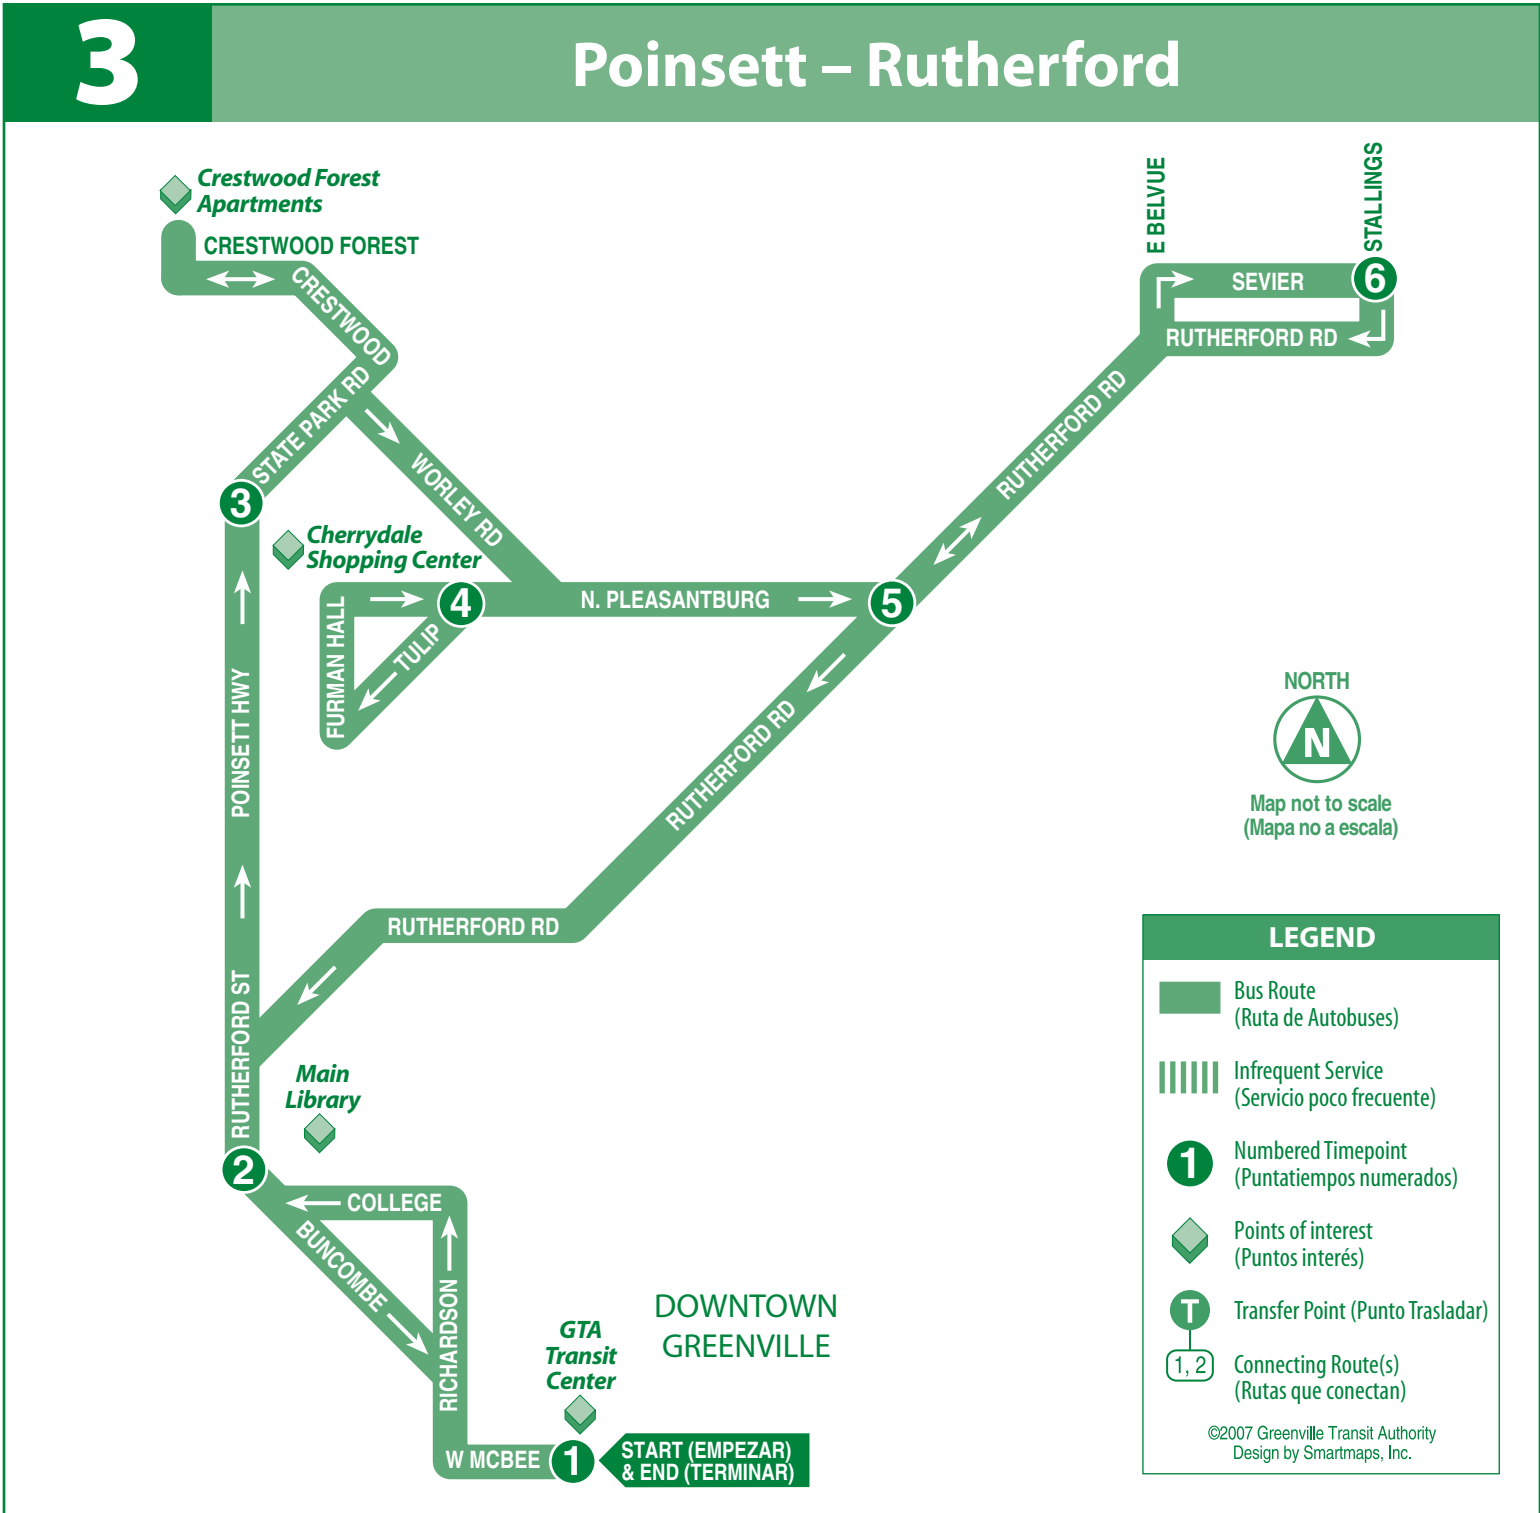 3
Poinsett – Rutherford
Crestwood Forest
Apartments
CRESTWOOD FOREST
CRESTWOOD
STATE PARK RD
3
WORLEY RD
Cherrydale
Shopping Center
4
FURMAN HALL
TULIP
N. PLEASANTBURG
5
E BELVUE
STALLINGS
SEVIER
6
RUTHERFORD RD
RUTHERFORD RD
RUTHERFORD RD
RUTHERFORD RD
POINSETT HWY
RUTHERFORD ST
Main
Library
2
COLLEGE
BUNCOMBE
RICHARDSON
DOWNTOWN
GREENVILLE
GTA
Transit
Center
W MCBEE
1
START (EMPEZAR)
& END (TERMINAR)
NORTH
N
Map not to scale
(Mapa no a escala)
LEGEND
Bus Route
(Ruta de Autobuses)
Infrequent Service
(Servicio poco frecuente)
1
Numbered Timepoint
(Puntatiempos numerados)
Points of interest
(Puntos interés)
T
Transfer Point (Punto Trasladar)
1, 2
Connecting Route(s)
(Rutas que conectan)
©2007 Greenville Transit Authority
Design by Smartmaps, Inc.